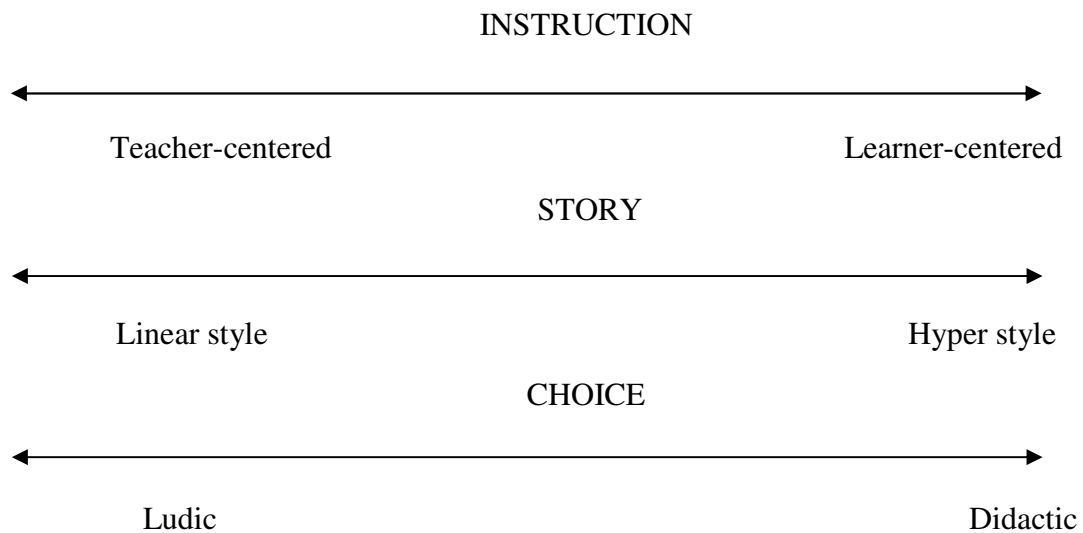 INSTRUCTION
Teacher-centered Learner-centered
STORY
Linear style Hyper style
CHOICE
Ludic Didactic